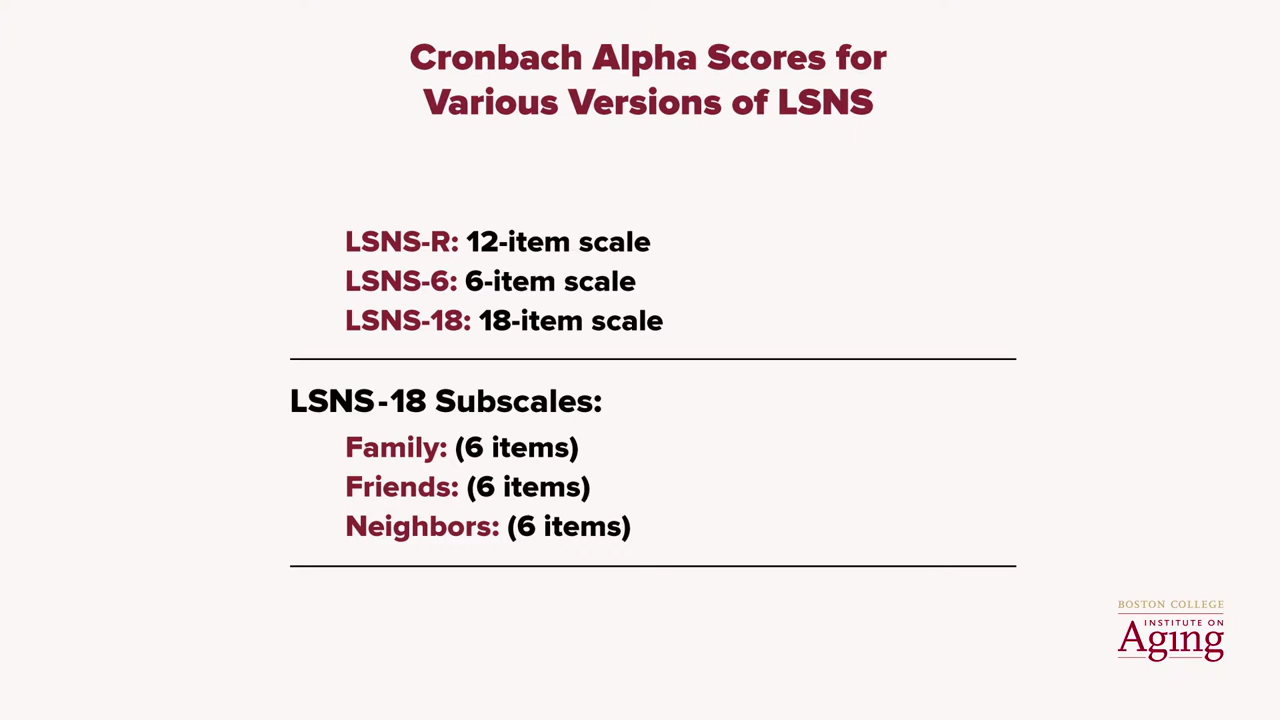 Cronbach Alpha Scores for
Various Versions of LSNS
LSNS-R: 12-item scale
LSNS-6: 6-item scale
LSNS-18: 18-item scale
LSNS-18 Subscales:
Family: (6 items)
Friends: (6 items)
Neighbors: (6 items)
BOSTON COLLEGE
INSTITUTE ON
Aging